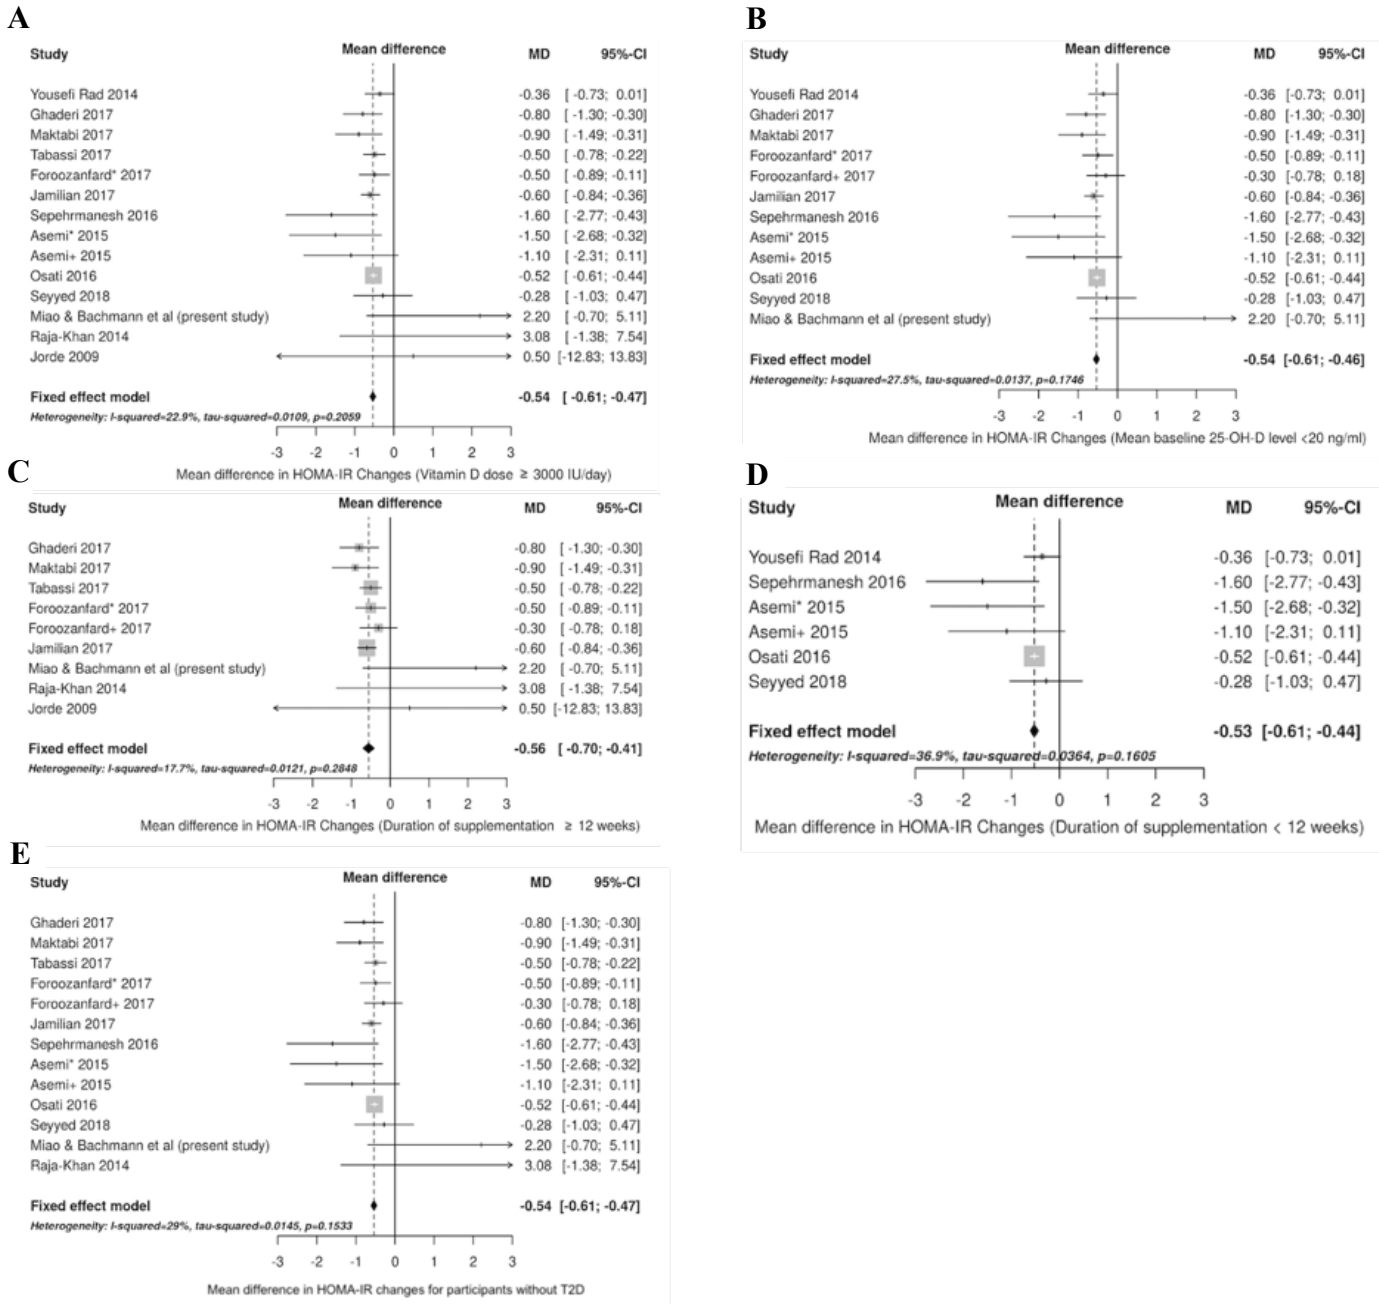 A
Mean difference
Study MD 95%-CI
Yousefi Rad 2014 -0.36 [ -0.73; 0.01]
Ghaderi 2017 -0.80 [ -1.30; -0.30]
Maktabi 2017 -0.90 [ -1.49; -0.31]
Tabassi 2017 -0.50 [ -0.78; -0.22]
Foroozanfard* 2017 -0.50 [ -0.89; -0.11]
Jamilian 2017 -0.60 [ -0.84; -0.36]
Sepehrmanesh 2016 -1.60 [ -2.77; -0.43]
Asemi* 2015 -1.50 [ -2.68; -0.32]
Asemi+ 2015 -1.10 [ -2.31; 0.11]
Osati 2016 -0.52 [ -0.61; -0.44]
Seyyed 2018 -0.28 [ -1.03; 0.47]
Miao & Bachmann et al (present study) 2.20 [ -0.70; 5.11]
Raja-Khan 2014 3.08 [ -1.38; 7.54]
Jorde 2009 0.50 [-12.83; 13.83]
Fixed effect model -0.54 [ -0.61; -0.47]
Heterogeneity: I-squared=22.9%, tau-squared=0.0109, p=0.2059
-3 -2 -1 0 1 2 3
Mean difference in HOMA-IR Changes (Vitamin D dose ≥ 3000 IU/day)
B
Mean difference
Study MD 95%-CI
Yousefi Rad 2014 -0.36 [-0.73; 0.01]
Ghaderi 2017 -0.80 [-1.30; -0.30]
Maktabi 2017 -0.90 [-1.49; -0.31]
Foroozanfard* 2017 -0.50 [-0.89; -0.11]
Foroozanfard+ 2017 -0.30 [-0.78; 0.18]
Jamilian 2017 -0.60 [-0.84; -0.36]
Sepehrmanesh 2016 -1.60 [-2.77; -0.43]
Asemi* 2015 -1.50 [-2.68; -0.32]
Asemi+ 2015 -1.10 [-2.31; 0.11]
Osati 2016 -0.52 [-0.61; -0.44]
Seyyed 2018 -0.28 [-1.03; 0.47]
Miao & Bachmann et al (present study) 2.20 [-0.70; 5.11]
Fixed effect model -0.54 [-0.61; -0.46]
Heterogeneity: I-squared=27.5%, tau-squared=0.0137, p=0.1746
-3 -2 -1 0 1 2 3
Mean difference in HOMA-IR Changes (Mean baseline 25-OH-D level <20 ng/ml)
C
Mean difference
Study MD 95%-CI
Ghaderi 2017 -0.80 [ -1.30; -0.30]
Maktabi 2017 -0.90 [ -1.49; -0.31]
Tabassi 2017 -0.50 [ -0.78; -0.22]
Foroozanfard* 2017 -0.50 [ -0.89; -0.11]
Foroozanfard+ 2017 -0.30 [ -0.78; 0.18]
Jamilian 2017 -0.60 [ -0.84; -0.36]
Miao & Bachmann et al (present study) 2.20 [ -0.70; 5.11]
Raja-Khan 2014 3.08 [ -1.38; 7.54]
Jorde 2009 0.50 [-12.83; 13.83]
Fixed effect model -0.56 [ -0.70; -0.41]
Heterogeneity: I-squared=17.7%, tau-squared=0.0121, p=0.2848
-3 -2 -1 0 1 2 3
Mean difference in HOMA-IR Changes (Duration of supplementation ≥ 12 weeks)
D
Mean difference
Study MD 95%-CI
Yousefi Rad 2014 -0.36 [-0.73; 0.01]
Sepehrmanesh 2016 -1.60 [-2.77; -0.43]
Asemi* 2015 -1.50 [-2.68; -0.32]
Asemi+ 2015 -1.10 [-2.31; 0.11]
Osati 2016 -0.52 [-0.61; -0.44]
Seyyed 2018 -0.28 [-1.03; 0.47]
Fixed effect model -0.53 [-0.61; -0.44]
Heterogeneity: I-squared=36.9%, tau-squared=0.0364, p=0.1605
-3 -2 -1 0 1 2 3
Mean difference in HOMA-IR Changes (Duration of supplementation < 12 weeks)
E
Mean difference
Study MD 95%-CI
Ghaderi 2017 -0.80 [-1.30; -0.30]
Maktabi 2017 -0.90 [-1.49; -0.31]
Tabassi 2017 -0.50 [-0.78; -0.22]
Foroozanfard* 2017 -0.50 [-0.89; -0.11]
Foroozanfard+ 2017 -0.30 [-0.78; 0.18]
Jamilian 2017 -0.60 [-0.84; -0.36]
Sepehrmanesh 2016 -1.60 [-2.77; -0.43]
Asemi* 2015 -1.50 [-2.68; -0.32]
Asemi+ 2015 -1.10 [-2.31; 0.11]
Osati 2016 -0.52 [-0.61; -0.44]
Seyyed 2018 -0.28 [-1.03; 0.47]
Miao & Bachmann et al (present study) 2.20 [-0.70; 5.11]
Raja-Khan 2014 3.08 [-1.38; 7.54]
Fixed effect model -0.54 [-0.61; -0.47]
Heterogeneity: I-squared=29%, tau-squared=0.0145, p=0.1533
-3 -2 -1 0 1 2 3
Mean difference in HOMA-IR changes for participants without T2D